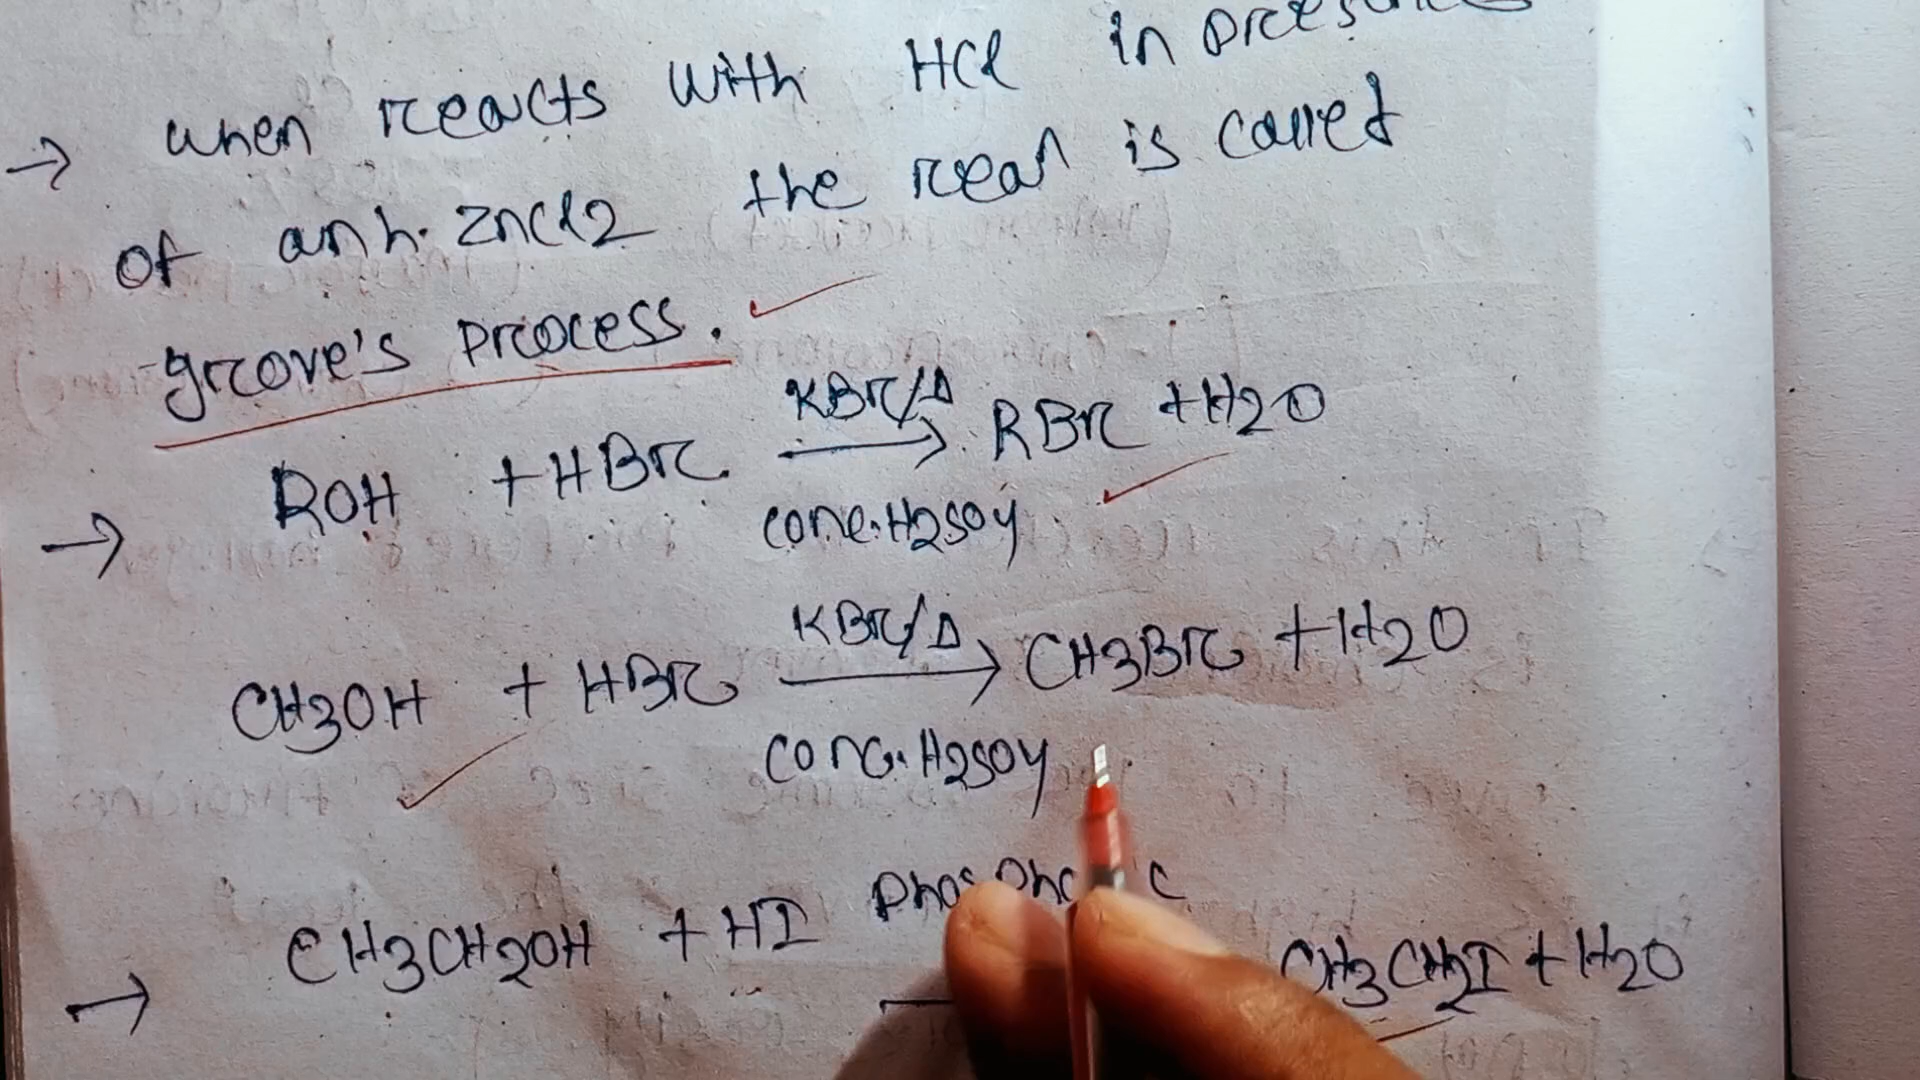 → when reacts with HCl in presence
of anh. ZnCl2 the reaⁿ is called
grove's process.
KBr/Δ
→ ROH + HBr → RBr + H2O
conc. H2SO4
KBr/Δ
CH3OH + HBr → CH3Br + H2O
conc. H2SO4
→ CH3CH2OH + HI CH3CH2I + H2O